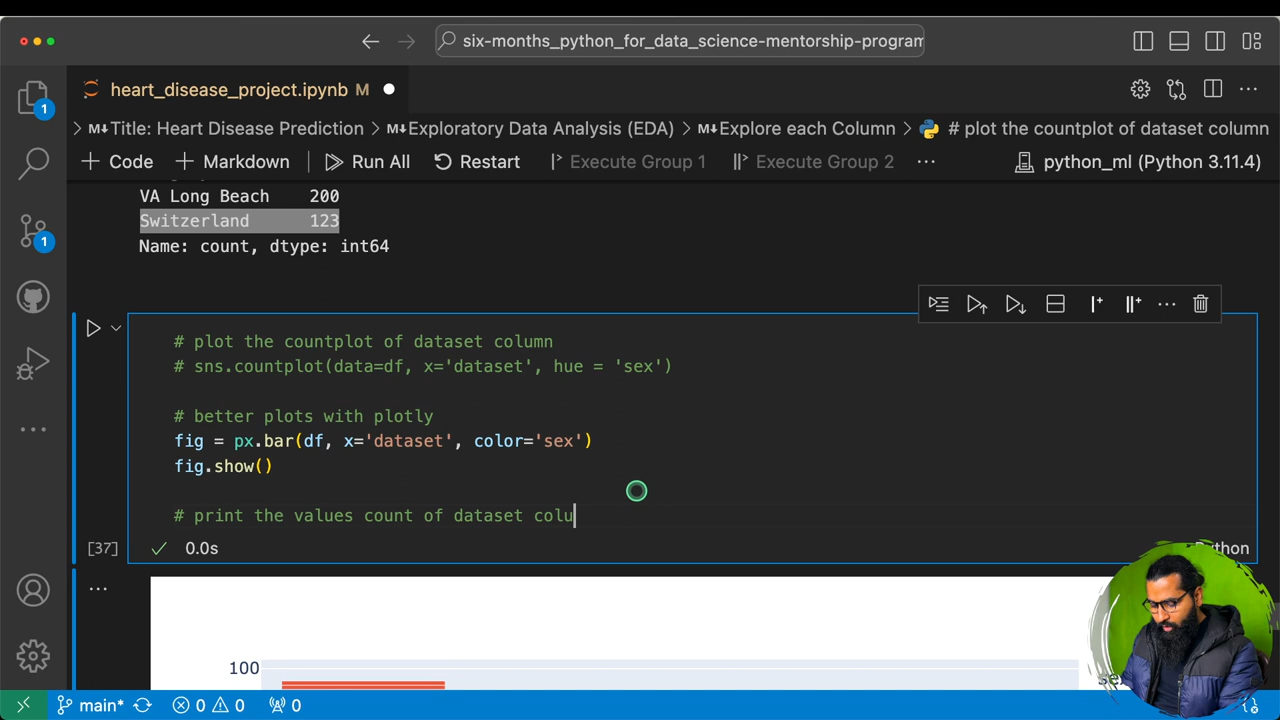 six-months_python_for_data_science-mentorship-program
heart_disease_project.ipynb M
1
M↓Title: Heart Disease Prediction > M↓Exploratory Data Analysis (EDA) > M↓Explore each Column > # plot the countplot of dataset column
+ Code + Markdown Run All Restart Execute Group 1 Execute Group 2 ... python_ml (Python 3.11.4)
VA Long Beach 200
Switzerland 123
1
Name: count, dtype: int64
# plot the countplot of dataset column
# sns.countplot(data=df, x='dataset', hue = 'sex')
# better plots with plotly
fig = px.bar(df, x='dataset', color='sex')
fig.show()
# print the values count of dataset colu
[37] ✓ 0.0s
100
main* 0 0 0